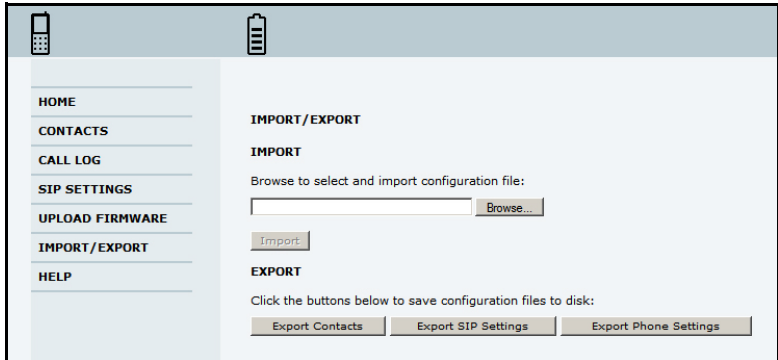 HOME
CONTACTS
CALL LOG
SIP SETTINGS
UPLOAD FIRMWARE
IMPORT/EXPORT
HELP
IMPORT/EXPORT
IMPORT
Browse to select and import configuration file:
Browse...
Import
EXPORT
Click the buttons below to save configuration files to disk:
Export Contacts Export SIP Settings Export Phone Settings